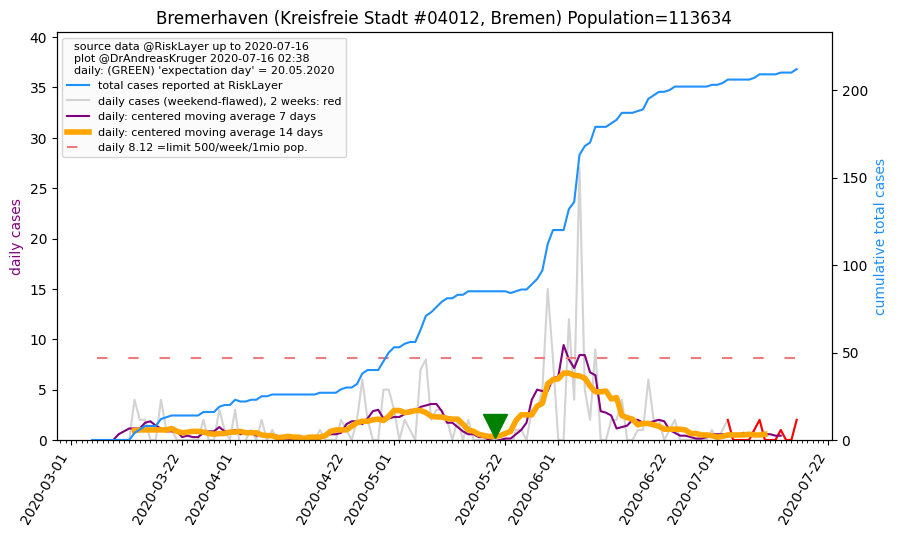 Bremerhaven (Kreisfreie Stadt #04012, Bremen) Population=113634
source data @RiskLayer up to 2020-07-16
plot @DrAndreasKruger 2020-07-16 02:38
daily: (GREEN) 'expectation day' = 20.05.2020
total cases reported at RiskLayer
daily cases (weekend-flawed), 2 weeks: red
daily: centered moving average 7 days
daily: centered moving average 14 days
daily 8.12 =limit 500/week/1mio pop.
daily cases
40
35
30
25
20
15
10
5
0
cumulative total cases
200
150
100
50
0
2020-03-01
2020-03-22
2020-04-01
2020-04-22
2020-05-01
2020-05-22
2020-06-01
2020-06-22
2020-07-01
2020-07-22